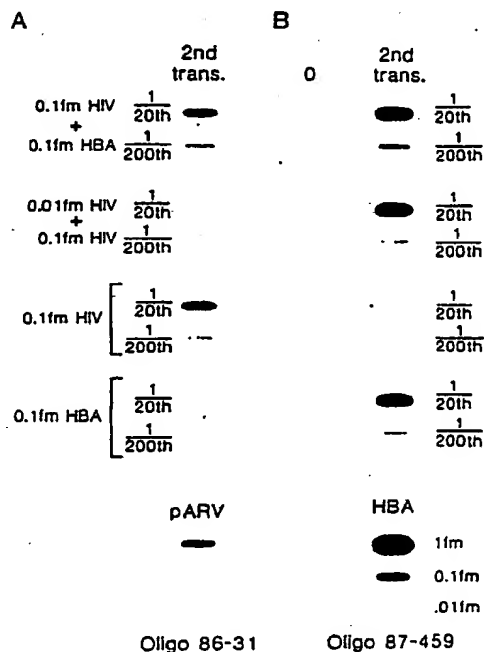 A
B
2nd
trans.
O
2nd
trans.
0.1fm HIV 1/20th
+
0.1fm HBA 1/200th
1/20th
1/200th
0.01fm HIV 1/20th
+
0.1fm HIV 1/200th
1/20th
1/200th
0.1fm HIV
1/20th
1/200th
1/20th
1/200th
0.1fm HBA
1/20th
1/200th
1/20th
1/200th
pARV
HBA
1fm
0.1fm
.01fm
Oligo 86-31
Oligo 87-459